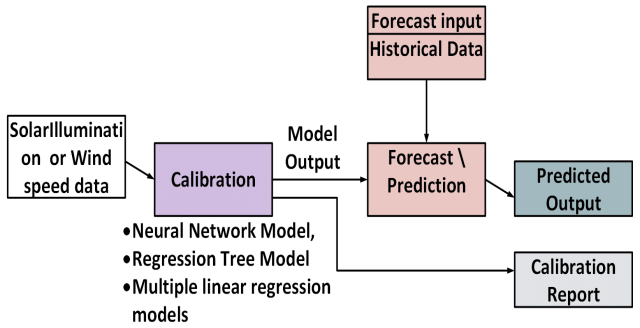 Forecast input
Historical Data
SolarIlluminati
on or Wind
speed data
Calibration
Model
Output
Forecast \
Prediction
Predicted
Output
•Neural Network Model,
•Regression Tree Model
•Multiple linear regression
models
Calibration
Report